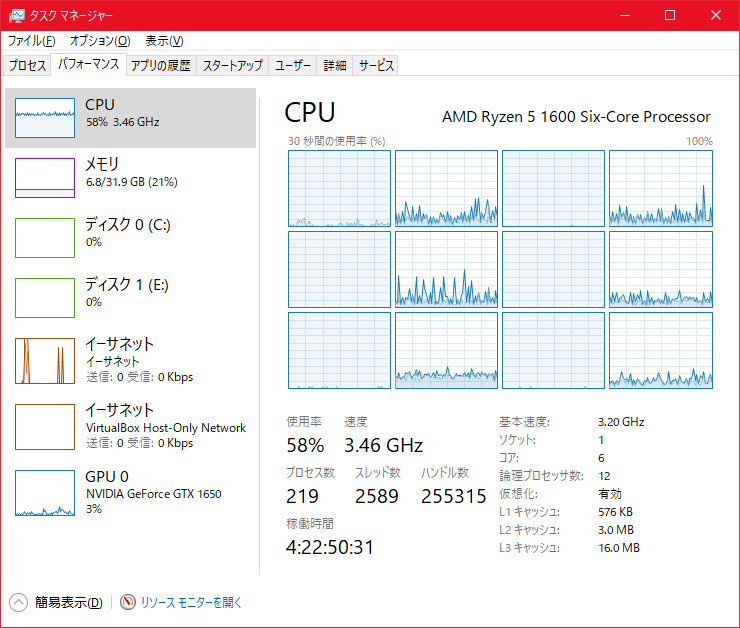 タスク マネージャー
ファイル(F) オプション(O) 表示(V)
プロセス パフォーマンス アプリの履歴 スタートアップ ユーザー 詳細 サービス
CPU
58% 3.46 GHz
メモリ
6.8/31.9 GB (21%)
ディスク 0 (C:)
0%
ディスク 1 (E:)
0%
イーサネット
イーサネット
送信: 0 受信: 0 Kbps
イーサネット
VirtualBox Host-Only Network
送信: 0 受信: 0 Kbps
GPU 0
NVIDIA GeForce GTX 1650
3%
CPU AMD Ryzen 5 1600 Six-Core Processor
30 秒間の使用率 (%) 100%
使用率 速度
58% 3.46 GHz
プロセス数 スレッド数 ハンドル数
219 2589 255315
稼働時間
4:22:50:31
基本速度: 3.20 GHz
ソケット: 1
コア: 6
論理プロセッサ数: 12
仮想化: 有効
L1 キャッシュ: 576 KB
L2 キャッシュ: 3.0 MB
L3 キャッシュ: 16.0 MB
簡易表示(D) リソース モニターを開く